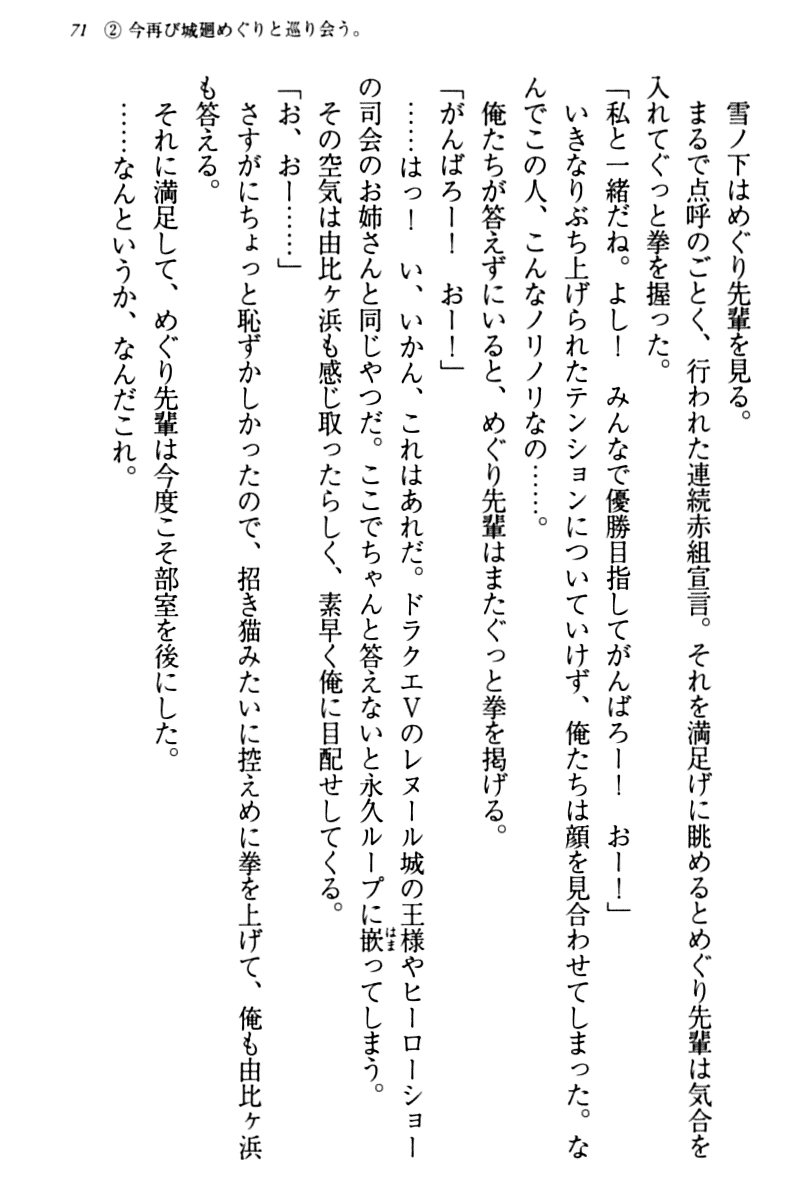 71 ② 今再び城廻めぐりと巡り会う。
雪ノ下はめぐり先輩を見る。
まるで点呼のごとく、行われた連続赤組宣言。それを満足げに眺めるとめぐり先輩は気合を
入れてぐっと拳を握った。
「私と一緒だね。よし！　みんなで優勝目指してがんばろー！　おー！」
いきなりぶち上げられたテンションについていけず、俺たちは顔を見合わせてしまった。な
んでこの人、こんなノリノリなの……。
俺たちが答えずにいると、めぐり先輩はまたぐっと拳を掲げる。
「がんばろー！　おー！」
……はっ！　い、いかん、これはあれだ。ドラクエVのレヌール城の王様やヒーローショー
の司会のお姉さんと同じやつだ。ここでちゃんと答えないと永久ループに嵌はまってしまう。
その空気は由比ヶ浜も感じ取ったらしく、素早く俺に目配せしてくる。
「お、おー……」
さすがにちょっと恥ずかしかったので、招き猫みたいに控えめに拳を上げて、俺も由比ヶ浜
も答える。
それに満足して、めぐり先輩は今度こそ部室を後にした。
……なんというか、なんだこれ。